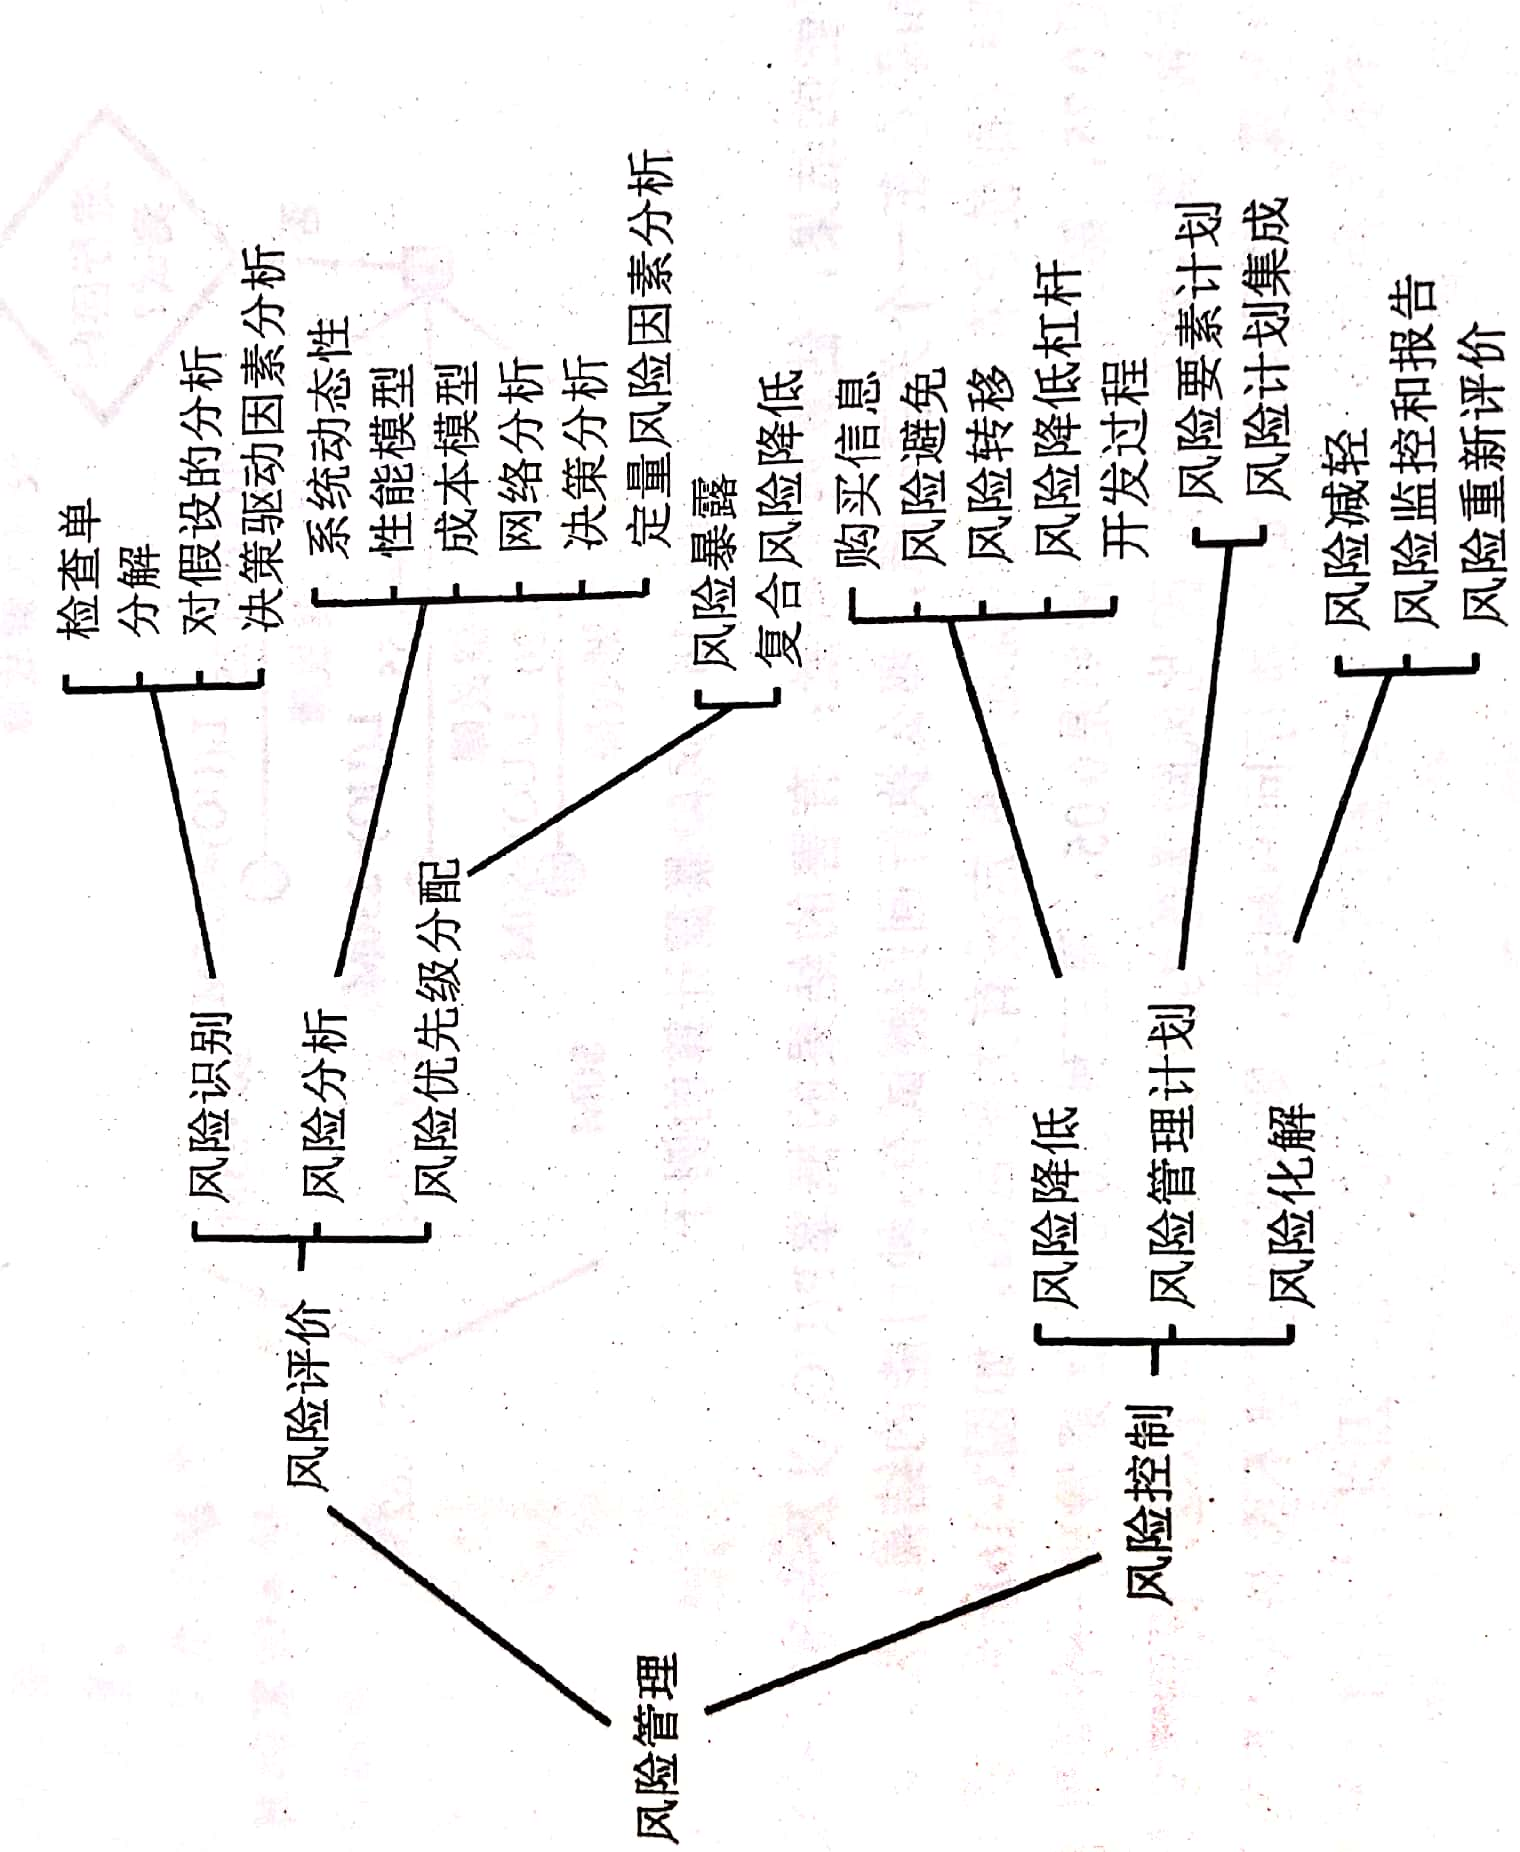 风险管理
风险评价
风险识别
检查单
分解
对假设的分析
决策驱动因素分析
风险分析
系统动态性
性能模型
成本模型
网络分析
决策分析
定量风险因素分析
风险优先级分配
风险暴露
复合风险降低
风险控制
风险降低
购买信息
风险避免
风险转移
风险降低杠杆
开发过程
风险管理计划
风险要素计划
风险计划集成
风险化解
风险减轻
风险监控和报告
风险重新评价